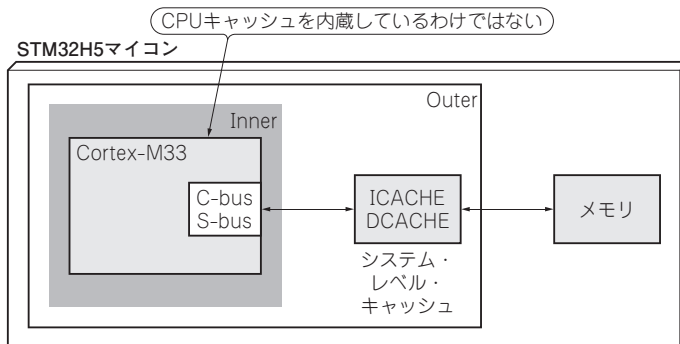 CPUキャッシュを内蔵しているわけではない
STM32H5マイコン
Outer
Inner
Cortex-M33
C-bus
S-bus
ICACHE
DCACHE
メモリ
システム・
レベル・
キャッシュ